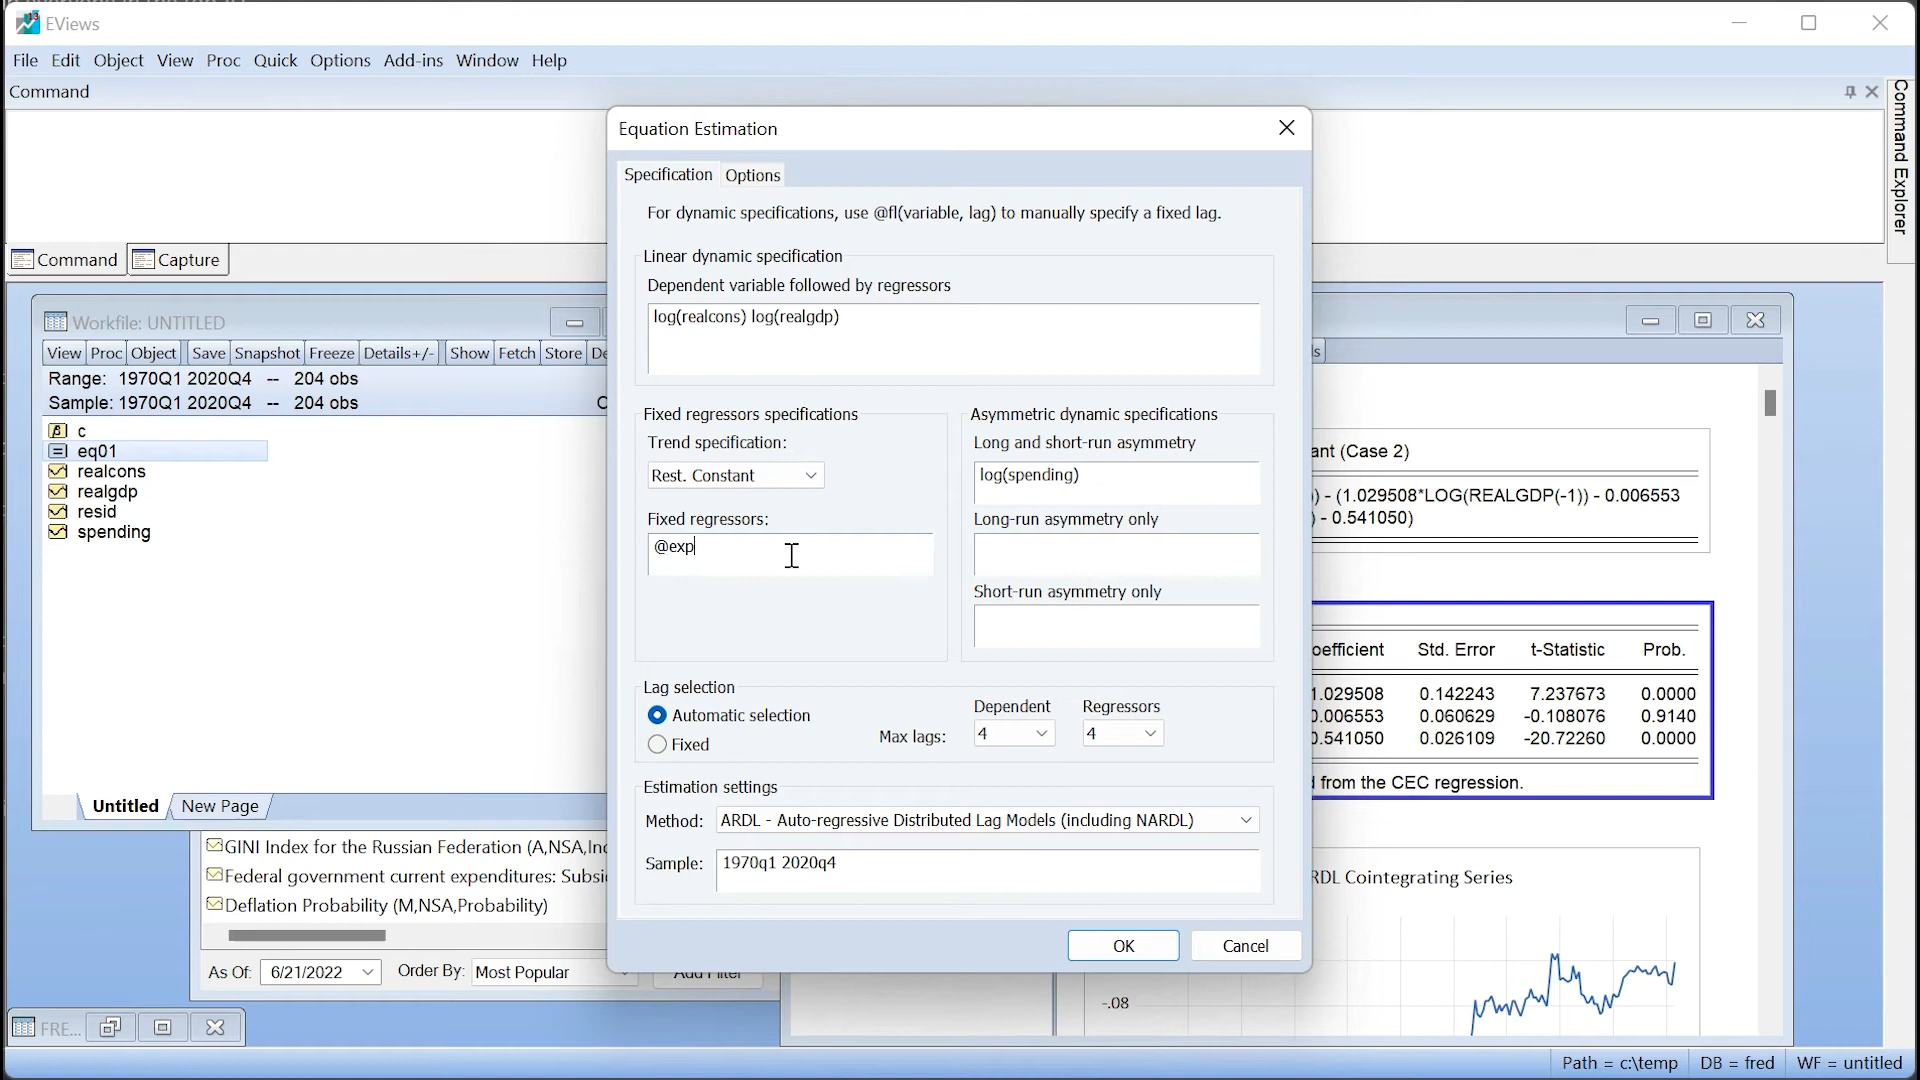 EViews
File Edit Object View Proc Quick Options Add-ins Window Help
Command
Command Explorer
Command Capture
Workfile: UNTITLED
View Proc Object Save Snapshot Freeze Details+/- Show Fetch Store
Range: 1970Q1 2020Q4 -- 204 obs
Sample: 1970Q1 2020Q4 -- 204 obs
c
eq01
realcons
realgdp
resid
spending
Untitled New Page
GINI Index for the Russian Federation (A,NSA,
Federal government current expenditures:
Deflation Probability (M,NSA,Probability)
As Of: 6/21/2022 Order By: Most Popular Add Filter
FRE...
Equation Estimation
Specification Options
For dynamic specifications, use @fl(variable, lag) to manually specify a fixed lag.
Linear dynamic specification
Dependent variable followed by regressors
log(realcons) log(realgdp)
Fixed regressors specifications
Trend specification:
Rest. Constant
Fixed regressors:
@exp
Asymmetric dynamic specifications
Long and short-run asymmetry
log(spending)
Long-run asymmetry only
Short-run asymmetry only
Lag selection
Automatic selection
Fixed
Max lags:
Dependent Regressors
4 4
Estimation settings
Method: ARDL - Auto-regressive Distributed Lag Models (including NARDL)
Sample: 1970q1 2020q4
OK Cancel
ant (Case 2)
)) - (1.029508*LOG(REALGDP(-1)) - 0.006553
) - 0.541050)
oefficient Std. Error t-Statistic Prob.
1.029508 0.142243 7.237673 0.0000
0.006553 0.060629 -0.108076 0.9140
0.541050 0.026109 -20.72260 0.0000
from the CEC regression.
RDL Cointegrating Series
-.08
Path = c:\temp DB = fred WF = untitled